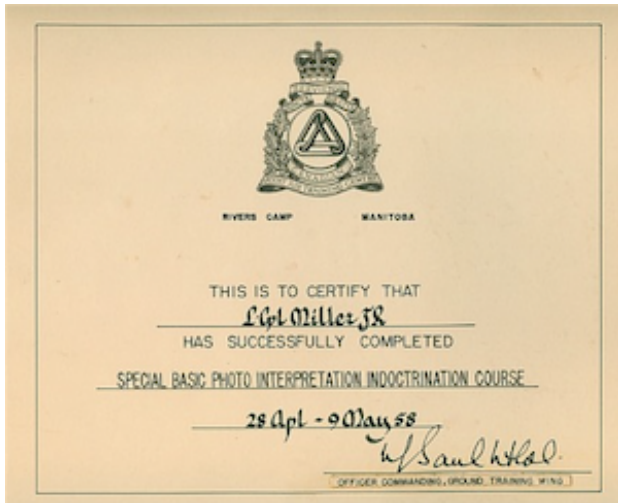 RIVERS CAMP MANITOBA
THIS IS TO CERTIFY THAT
L Cpl Miller JR
HAS SUCCESSFULLY COMPLETED
SPECIAL BASIC PHOTO INTERPRETATION INDOCTRINATION COURSE
28 Apl - 9 May 58
OFFICER COMMANDING, GROUND TRAINING WING